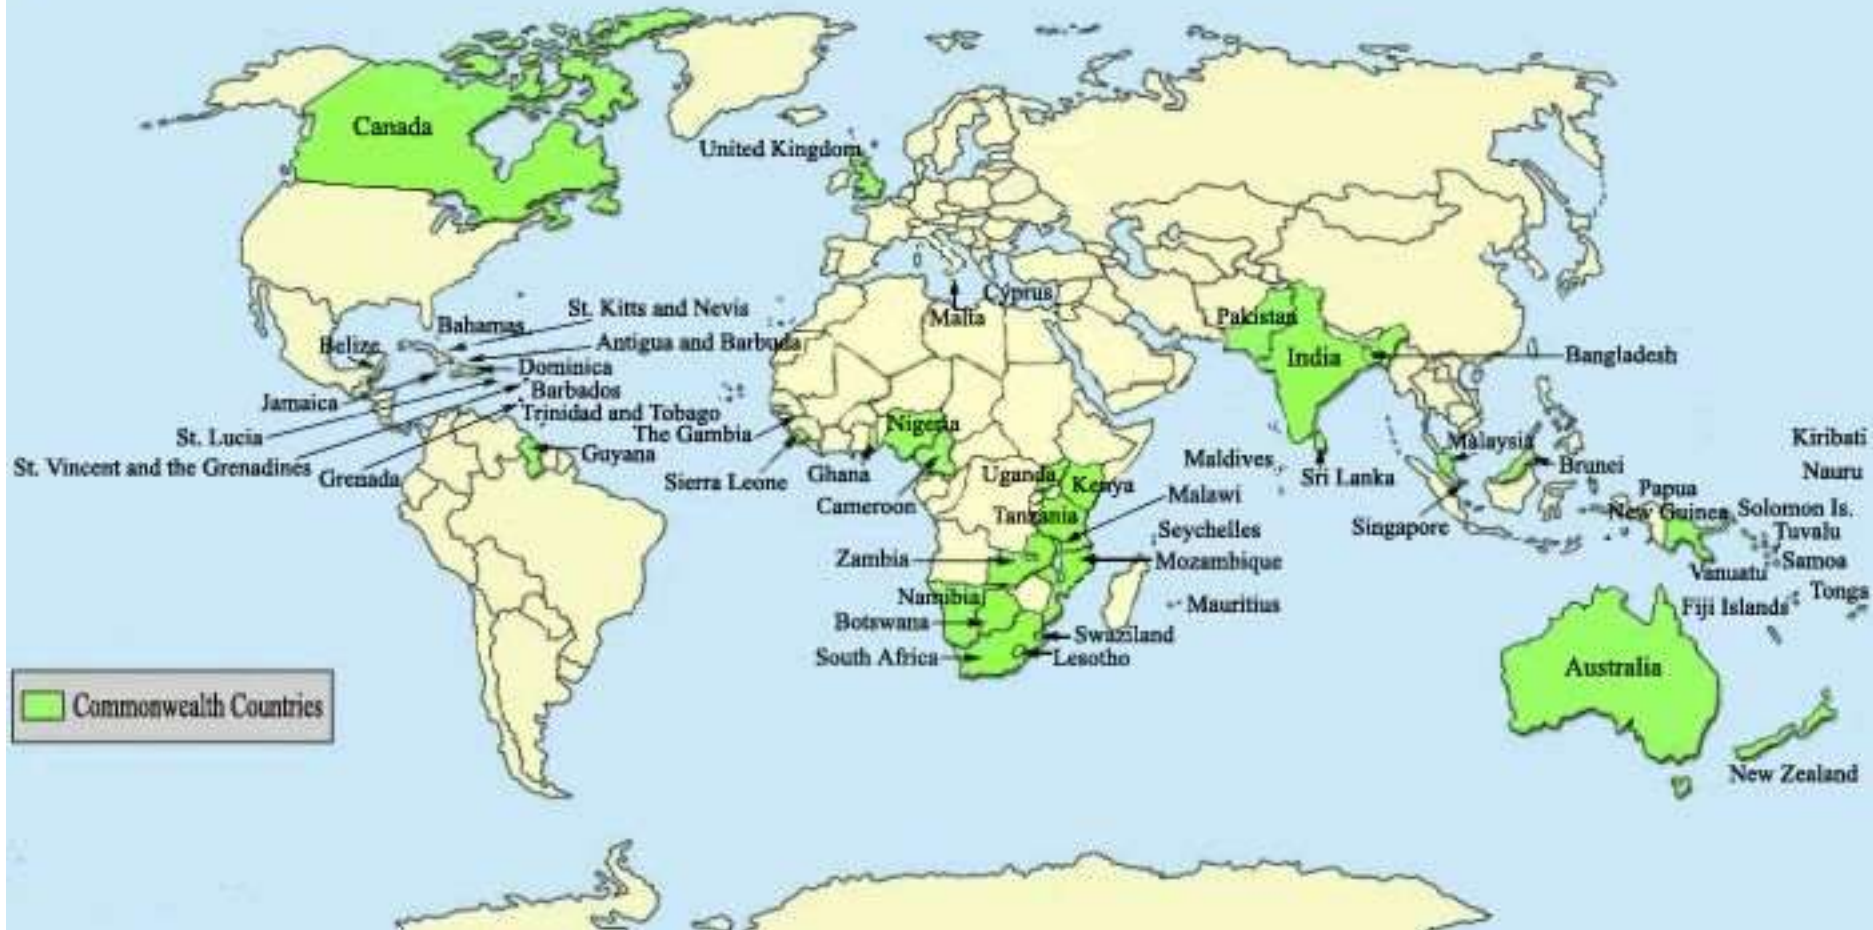 Canada
United Kingdom
St. Kitts and Nevis
Bahamas
Antigua and Barbuda
Belize
Dominica
Barbados
Jamaica
Trinidad and Tobago
St. Lucia
St. Vincent and the Grenadines
Grenada
Guyana
Malta
Cyprus
The Gambia
Sierra Leone
Ghana
Nigeria
Cameroon
Uganda
Kenya
Tanzania
Malawi
Seychelles
Zambia
Mozambique
Namibia
Mauritius
Botswana
Swaziland
South Africa
Lesotho
Pakistan
India
Bangladesh
Maldives
Sri Lanka
Malaysia
Brunei
Singapore
Kiribati
Nauru
Papua
New Guinea
Solomon Is.
Tuvalu
Samoa
Vanuatu
Tonga
Fiji Islands
Australia
New Zealand
Commonwealth Countries